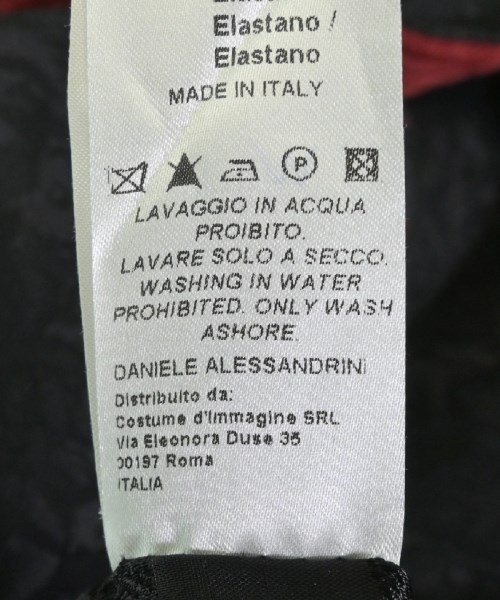 Elastano /
Elastano
MADE IN ITALY
P
LAVAGGIO IN ACQUA
PROIBITO.
LAVARE SOLO A SECCO.
WASHING IN WATER
PROHIBITED. ONLY WASH
ASHORE.
DANIELE ALESSANDRINI
Distribuito da:
Costume d'Immagine SRL
Via Eleonora Duse 35
00197 Roma
ITALIA